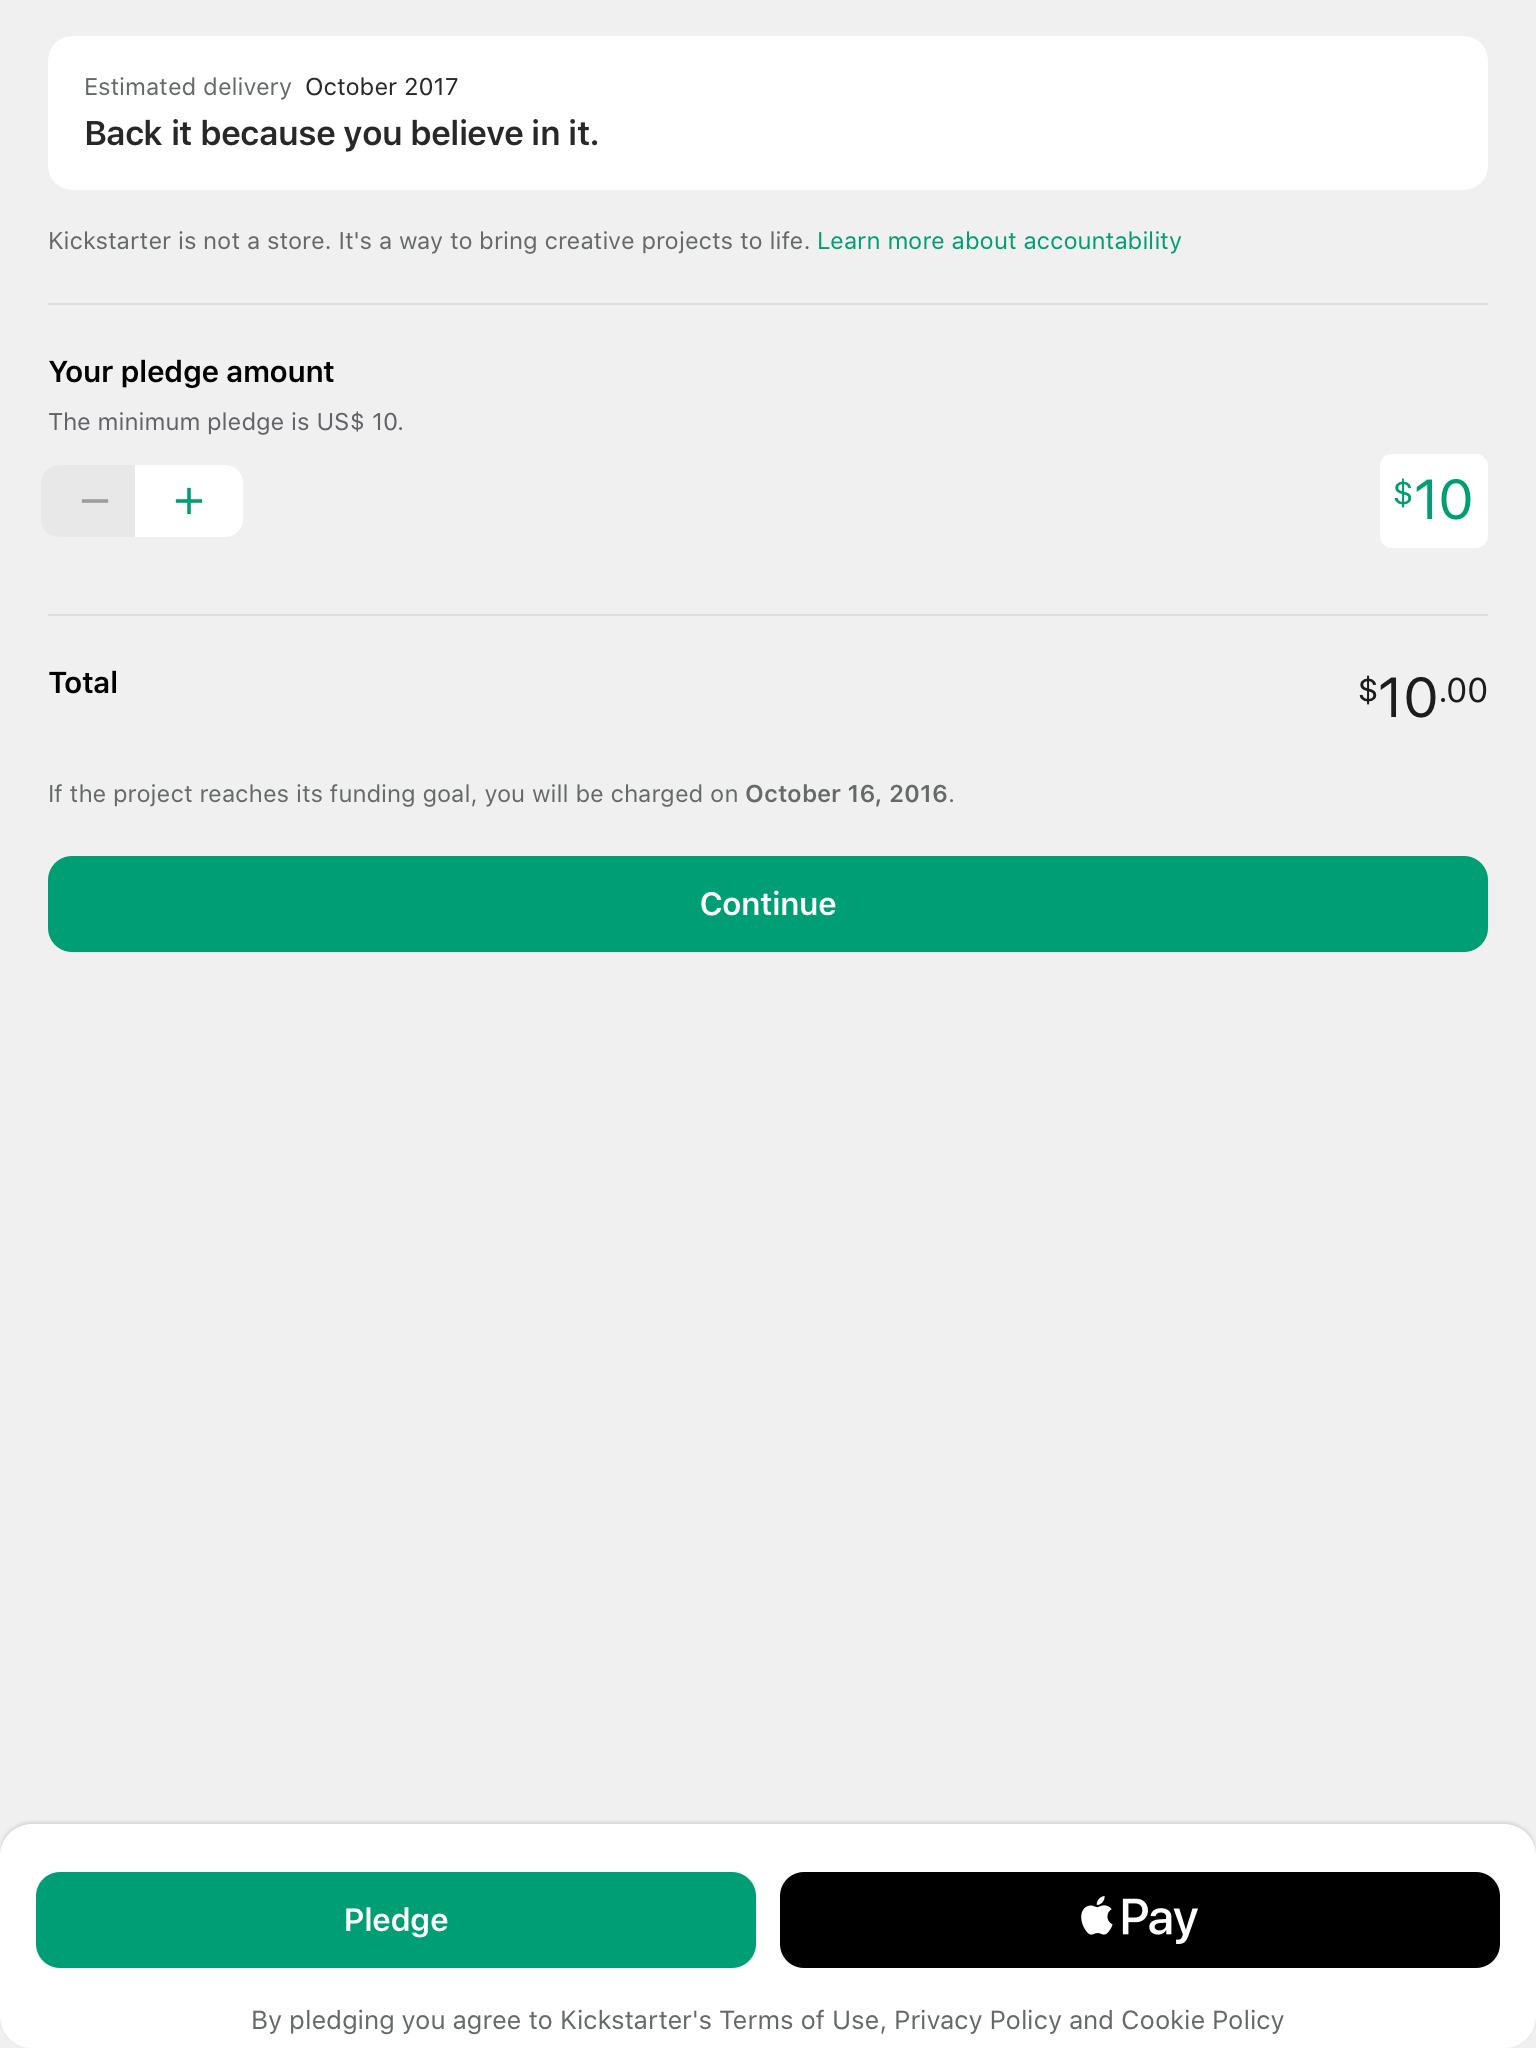 Estimated delivery October 2017
Back it because you believe in it.
Kickstarter is not a store. It's a way to bring creative projects to life. Learn more about accountability
Your pledge amount
The minimum pledge is US$ 10.
$10
Total
$10.00
If the project reaches its funding goal, you will be charged on October 16, 2016.
Continue
Pledge
Pay
By pledging you agree to Kickstarter's Terms of Use, Privacy Policy and Cookie Policy